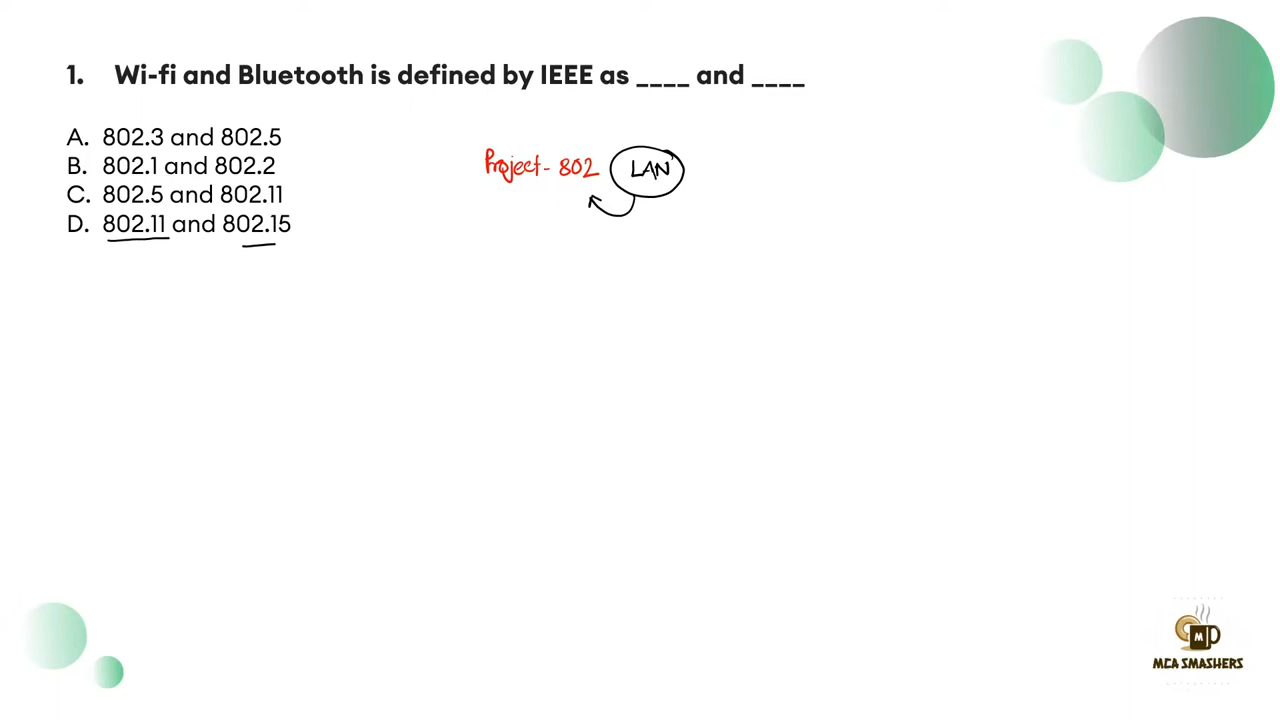 1. Wi-fi and Bluetooth is defined by IEEE as ____ and ____
A. 802.3 and 802.5
B. 802.1 and 802.2
C. 802.5 and 802.11
D. 802.11 and 802.15
Project - 802 LAN
M
MCA SMASHERS